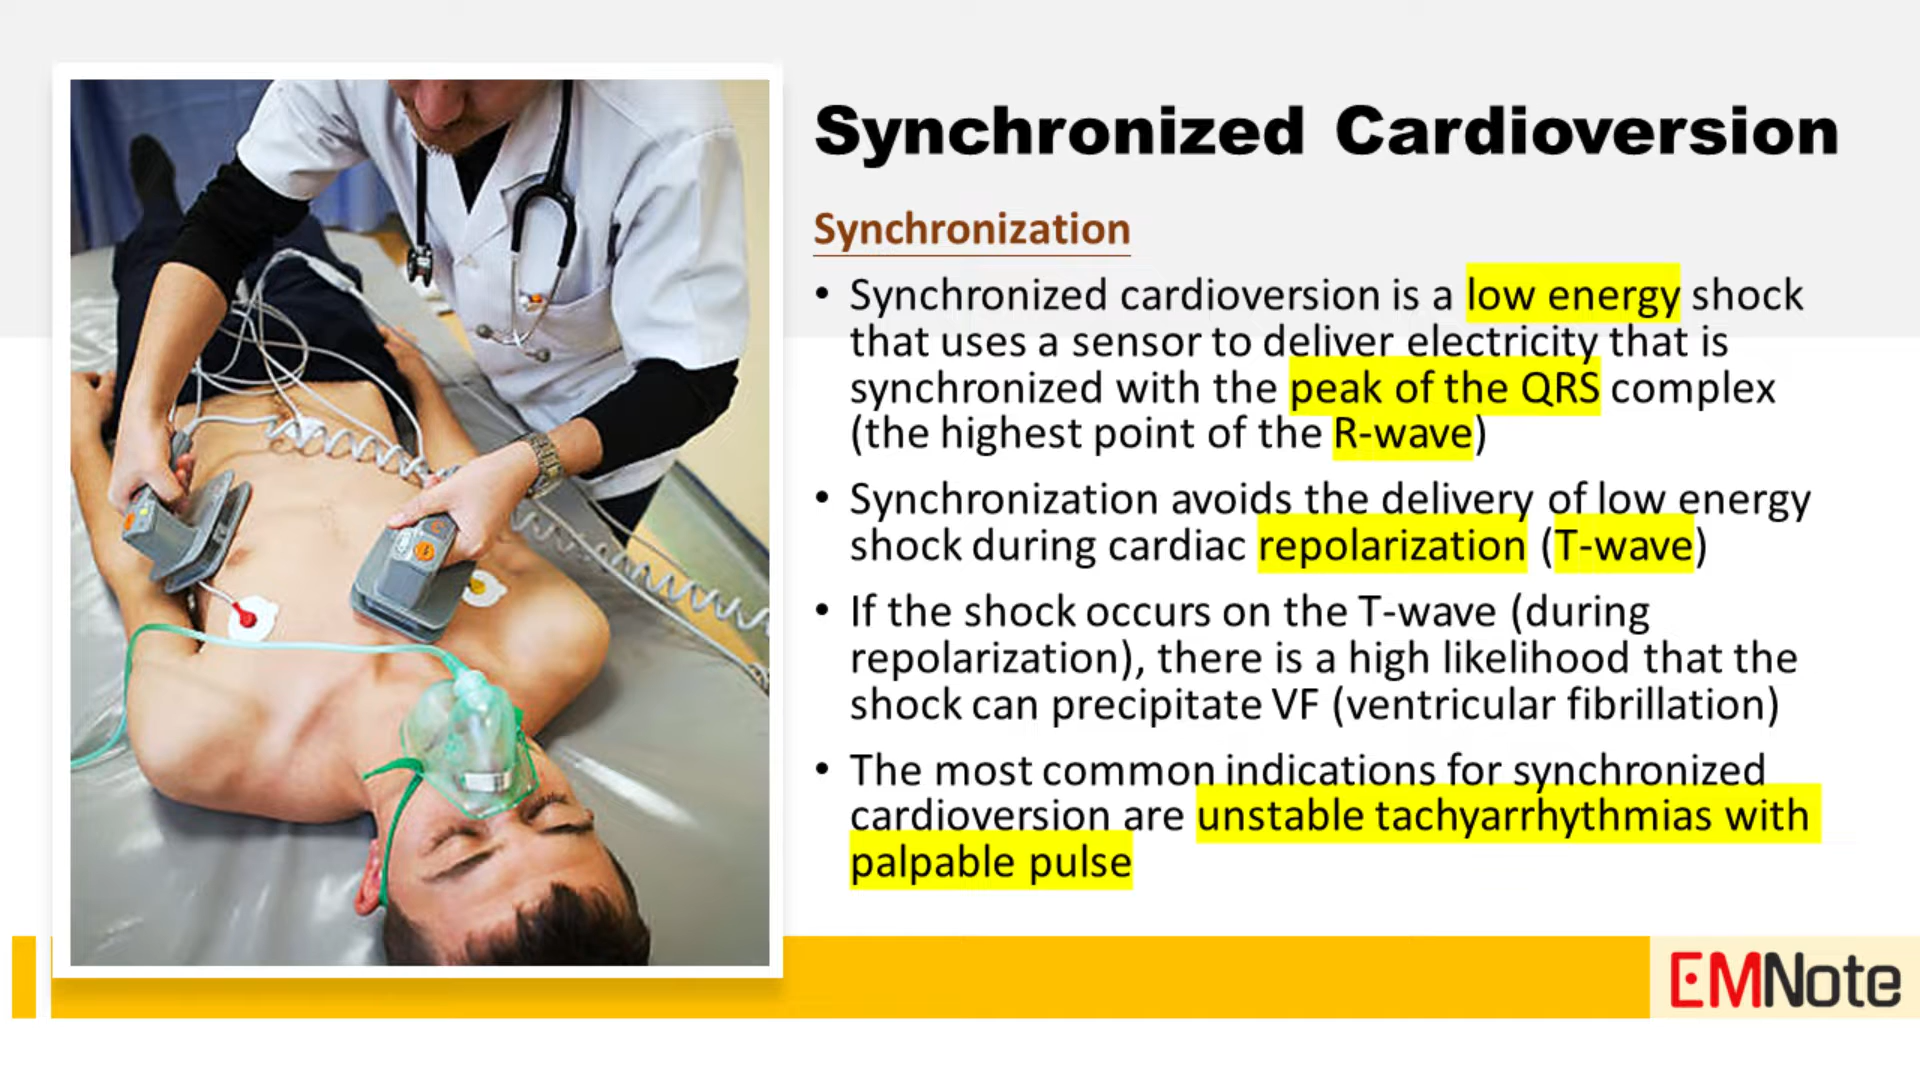 Synchronized Cardioversion
Synchronization
• Synchronized cardioversion is a low energy shock
that uses a sensor to deliver electricity that is
synchronized with the peak of the QRS complex
(the highest point of the R-wave)
• Synchronization avoids the delivery of low energy
shock during cardiac repolarization (T-wave)
• If the shock occurs on the T-wave (during
repolarization), there is a high likelihood that the
shock can precipitate VF (ventricular fibrillation)
• The most common indications for synchronized
cardioversion are unstable tachyarrhythmias with
palpable pulse
EMNote